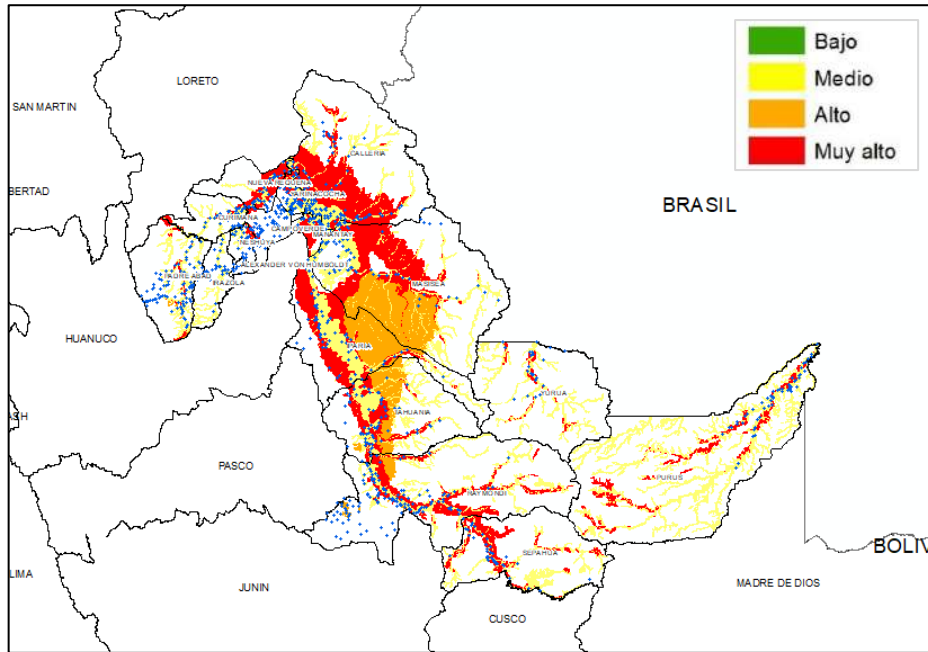 Bajo
Medio
Alto
Muy alto
LORETO
SAN MARTIN
CALLERIA
NUEVA REQUENA
BERTAD
YARINACOCHA
BRASIL
CURIMANA
CAMPOVERDE
MANANTAY
NESHUYA
ALEXANDER VON HUMBOLDT
PADRE ABAD
IRAZOLA
MASISEA
HUANUCO
IPARIA
YURUA
ASH
TAHUANIA
PASCO
PURUS
RAYMONDI
BOLIV
SEPAHUA
LIMA
JUNIN
MADRE DE DIOS
CUSCO